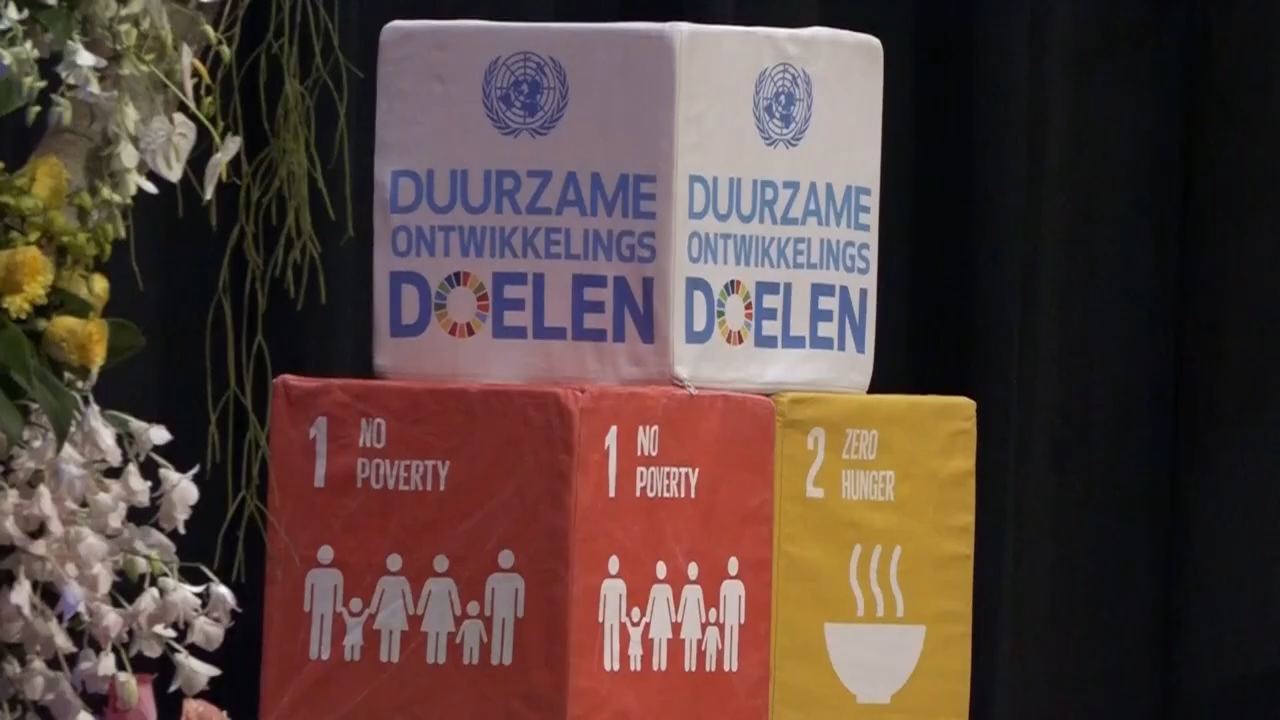 DUURZAME
ONTWIKKELINGS
DOELEN
DUURZAME
ONTWIKKELINGS
DOELEN
1 NO
POVERTY
1 NO
POVERTY
2 ZERO
HUNGER